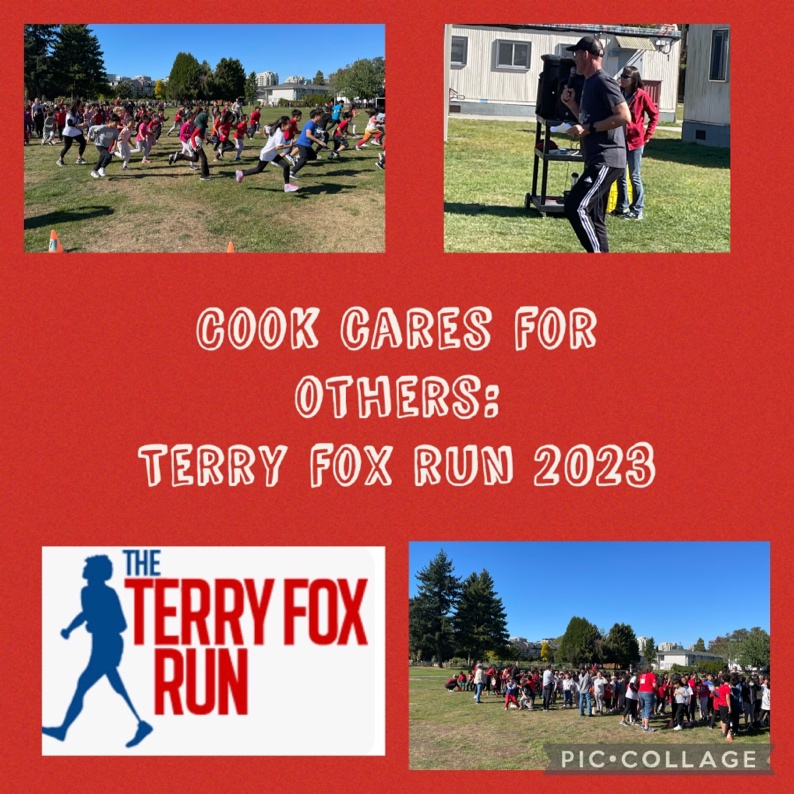 COOK CARES FOR
OTHERS:
TERRY FOX RUN 2023
THE
TERRY FOX
RUN
PIC•COLLAGE